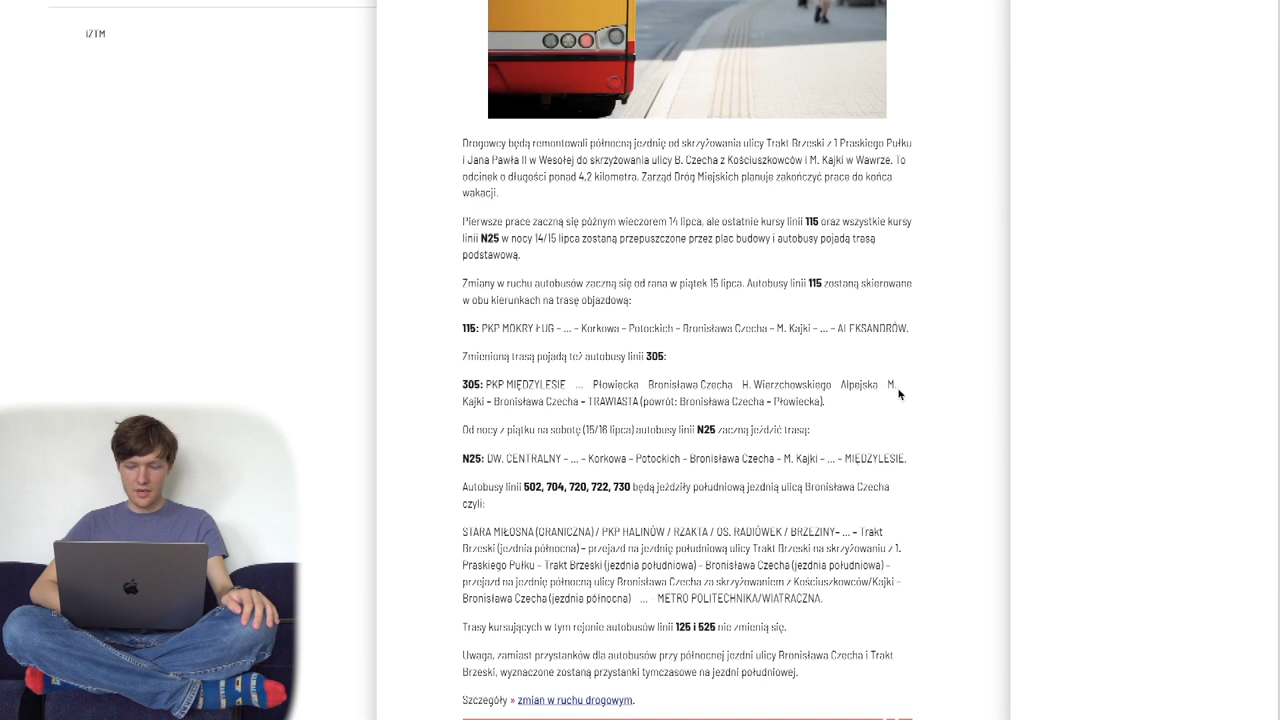 iZTM
Drogowcy będą remontowali północną jezdnię od skrzyżowania ulicy Trakt Brzeski z 1 Praskiego Pułku
i Jana Pawła II w Wesołej do skrzyżowania ulicy B. Czecha z Kościuszkowców i M. Kajki w Wawrze. To
odcinek o długości ponad 4,2 kilometra. Zarząd Dróg Miejskich planuje zakończyć prace do końca
wakacji.
Pierwsze prace zaczną się późnym wieczorem 14 lipca, ale ostatnie kursy linii 115 oraz wszystkie kursy
linii N25 w nocy 14/15 lipca zostaną przepuszczone przez plac budowy i autobusy pojadą trasą
podstawową.
Zmiany w ruchu autobusów zaczną się od rana w piątek 15 lipca. Autobusy linii 115 zostaną skierowane
w obu kierunkach na trasę objazdową:
115: PKP MOKRY ŁUG – ... – Korkowa – Potockich – Bronisława Czecha – M. Kajki – ... – ALEKSANDRÓW.
Zmienioną trasą pojadą też autobusy linii 305:
305: PKP MIĘDZYLESIE ... Płowiecka Bronisława Czecha H. Wierzchowskiego Alpejska M.
Kajki – Bronisława Czecha – TRAWIASTA (powrót: Bronisława Czecha – Płowiecka).
Od nocy z piątku na sobotę (15/16 lipca) autobusy linii N25 zaczną jeździć trasą:
N25: DW. CENTRALNY – ... – Korkowa – Potockich – Bronisława Czecha – M. Kajki – ... – MIĘDZYLESIE.
Autobusy linii 502, 704, 720, 722, 730 będą jeździły południową jezdnią ulicą Bronisława Czecha
czyli:
STARA MIŁOSNA (GRANICZNA) / PKP HALINÓW / RZAKTA / OS. RADIÓWEK / BRZEZINY– ... – Trakt
Brzeski (jezdnia północna) – przejazd na jezdnię południową ulicy Trakt Brzeski na skrzyżowaniu z 1.
Praskiego Pułku – Trakt Brzeski (jezdnia południowa) – Bronisława Czecha (jezdnia południowa) –
przejazd na jezdnię północną ulicy Bronisława Czecha za skrzyżowaniem z Kościuszkowców/Kajki –
Bronisława Czecha (jezdnia północna) ... METRO POLITECHNIKA/WIATRACZNA.
Trasy kursujących w tym rejonie autobusów linii 125 i 525 nie zmienią się.
Uwaga, zamiast przystanków dla autobusów przy północnej jezdni ulicy Bronisława Czecha i Trakt
Brzeski, wyznaczone zostaną przystanki tymczasowe na jezdni południowej.
Szczegóły » zmian w ruchu drogowym.